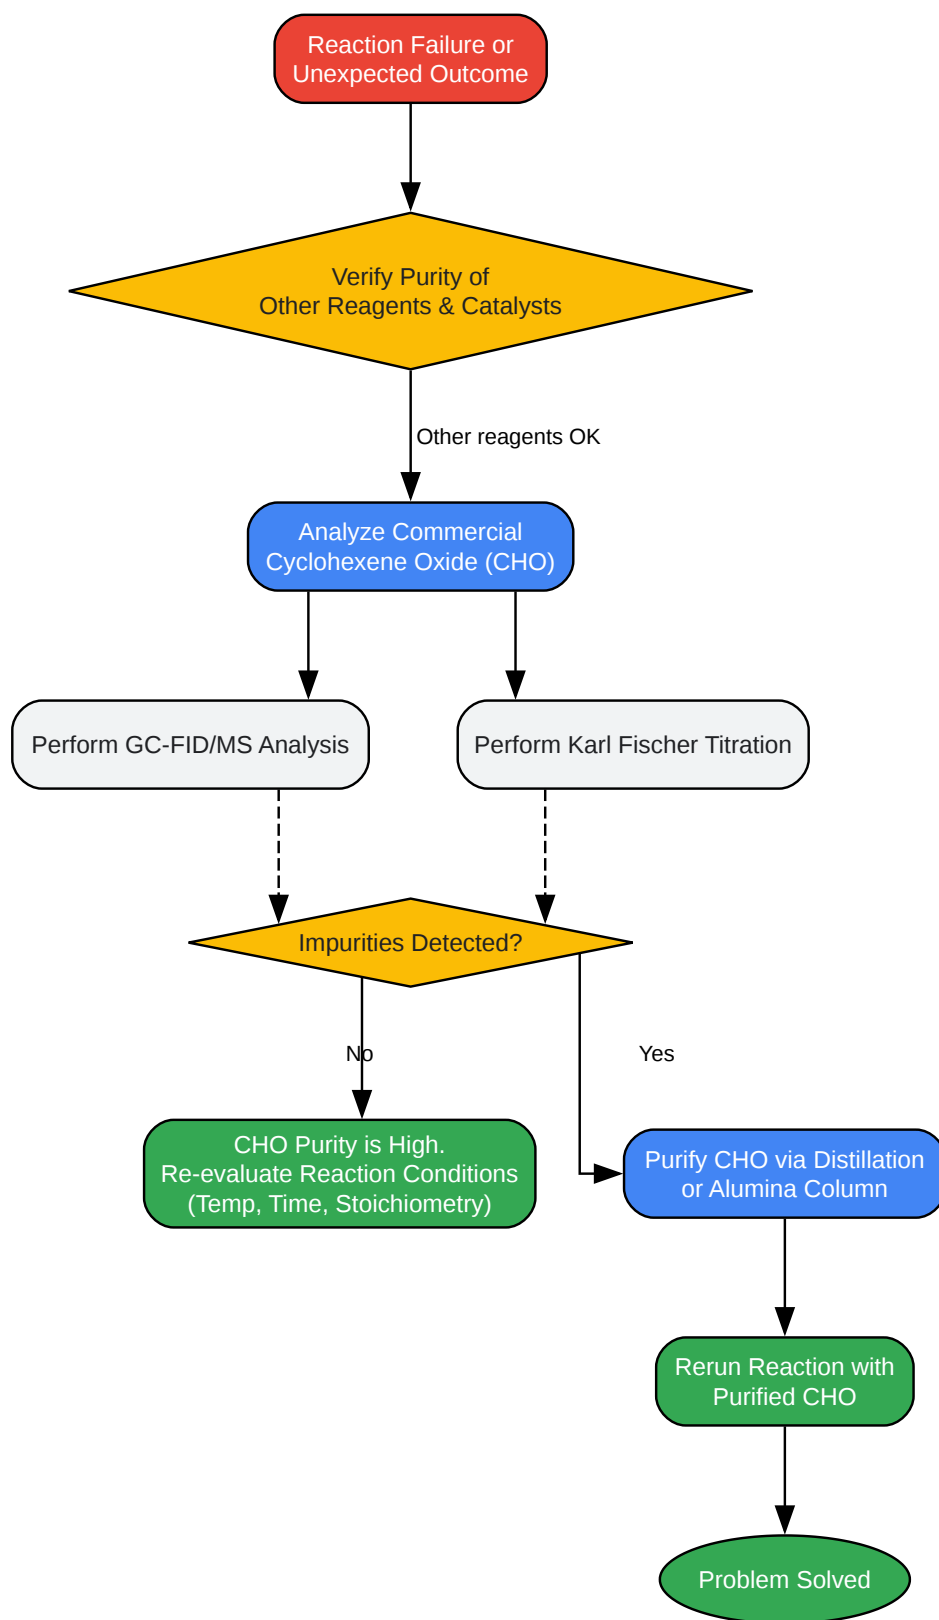 Reaction Failure or
Unexpected Outcome
Verify Purity of
Other Reagents & Catalysts
Other reagents OK
Analyze Commercial
Cyclohexene Oxide (CHO)
Perform GC-FID/MS Analysis
Perform Karl Fischer Titration
Impurities Detected?
No
Yes
CHO Purity is High.
Re-evaluate Reaction Conditions
(Temp, Time, Stoichiometry)
Purify CHO via Distillation
or Alumina Column
Rerun Reaction with
Purified CHO
Problem Solved